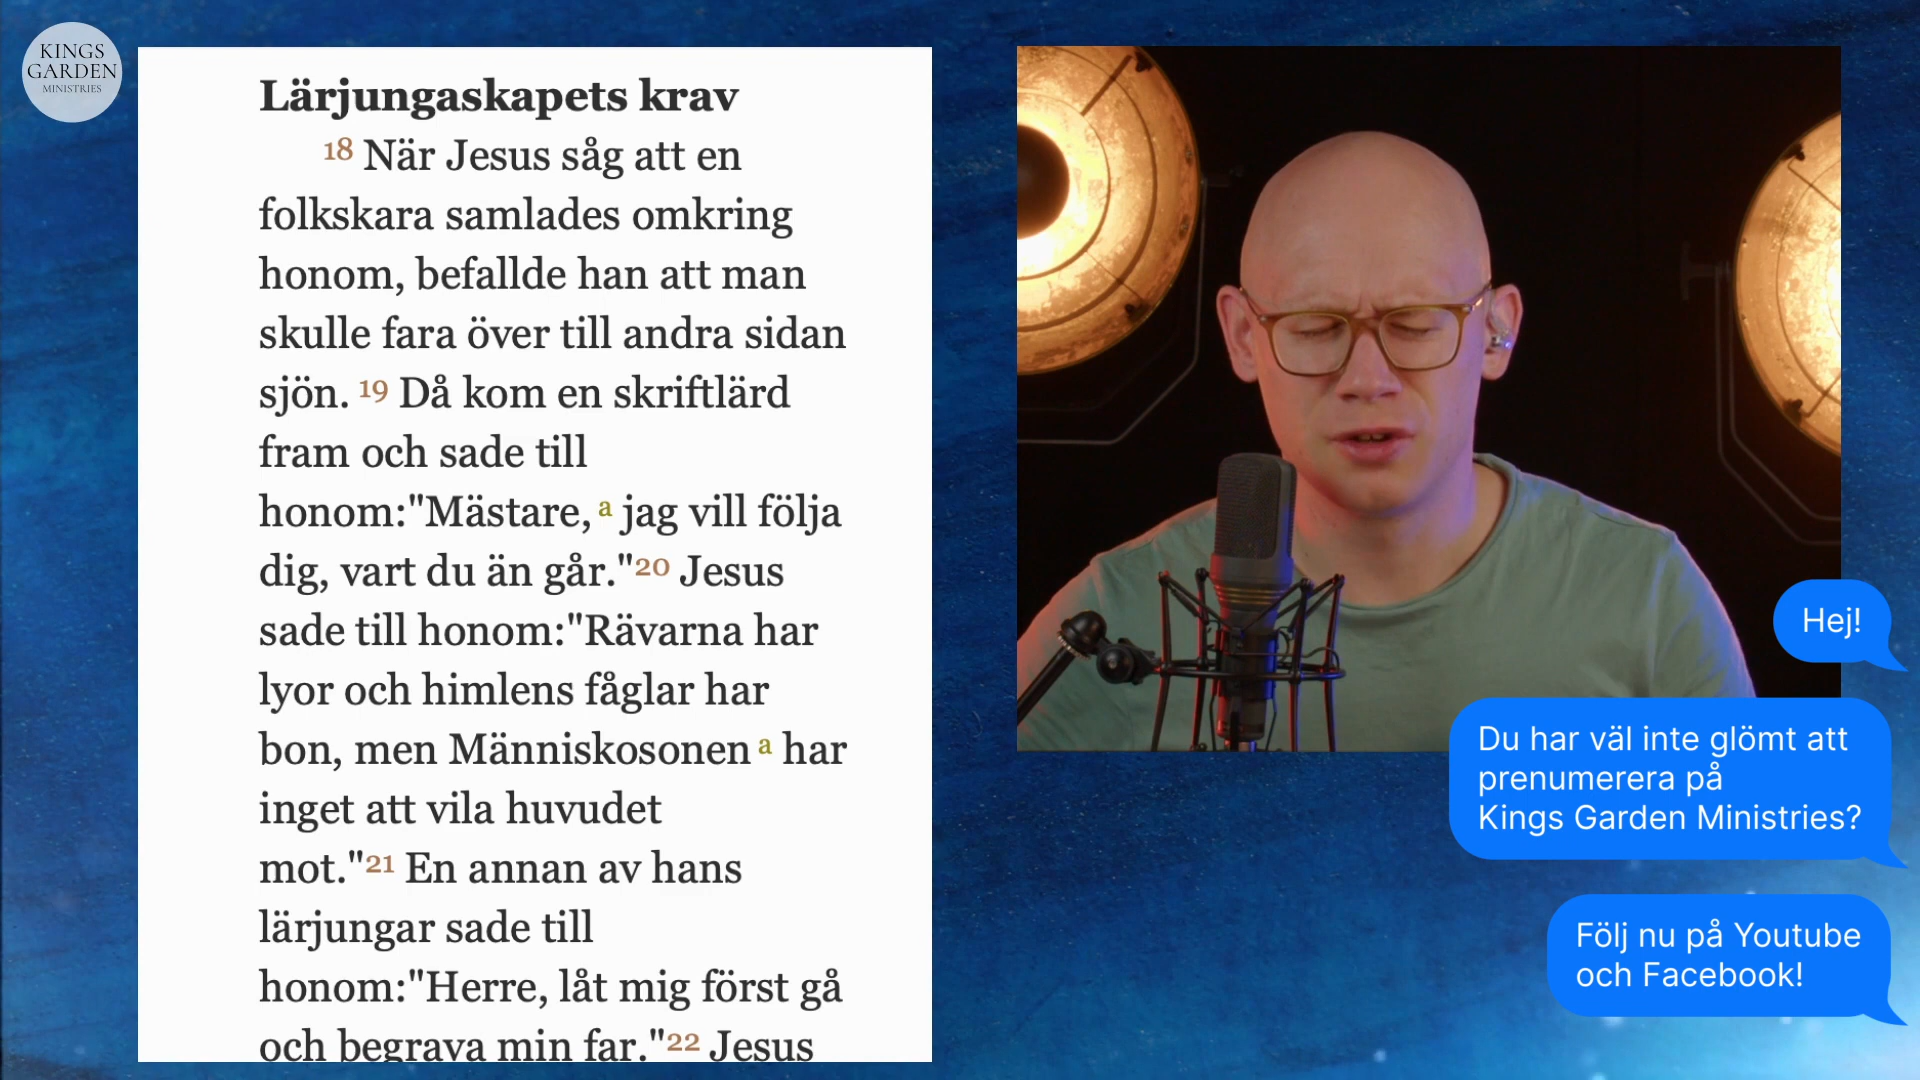 KINGS
GARDEN
MINISTRIES
Lärjungaskapets krav
18 När Jesus såg att en
folkskara samlades omkring
honom, befallde han att man
skulle fara över till andra sidan
sjön. 19 Då kom en skriftlärd
fram och sade till
honom:"Mästare, a jag vill följa
dig, vart du än går."20 Jesus
sade till honom:"Rävarna har
lyor och himlens fåglar har
bon, men Människosonen a har
inget att vila huvudet
mot."21 En annan av hans
lärjungar sade till
honom:"Herre, låt mig först gå
och begrava min far."22 Jesus
Hej!
Du har väl inte glömt att
prenumerera på
Kings Garden Ministries?
Följ nu på Youtube
och Facebook!